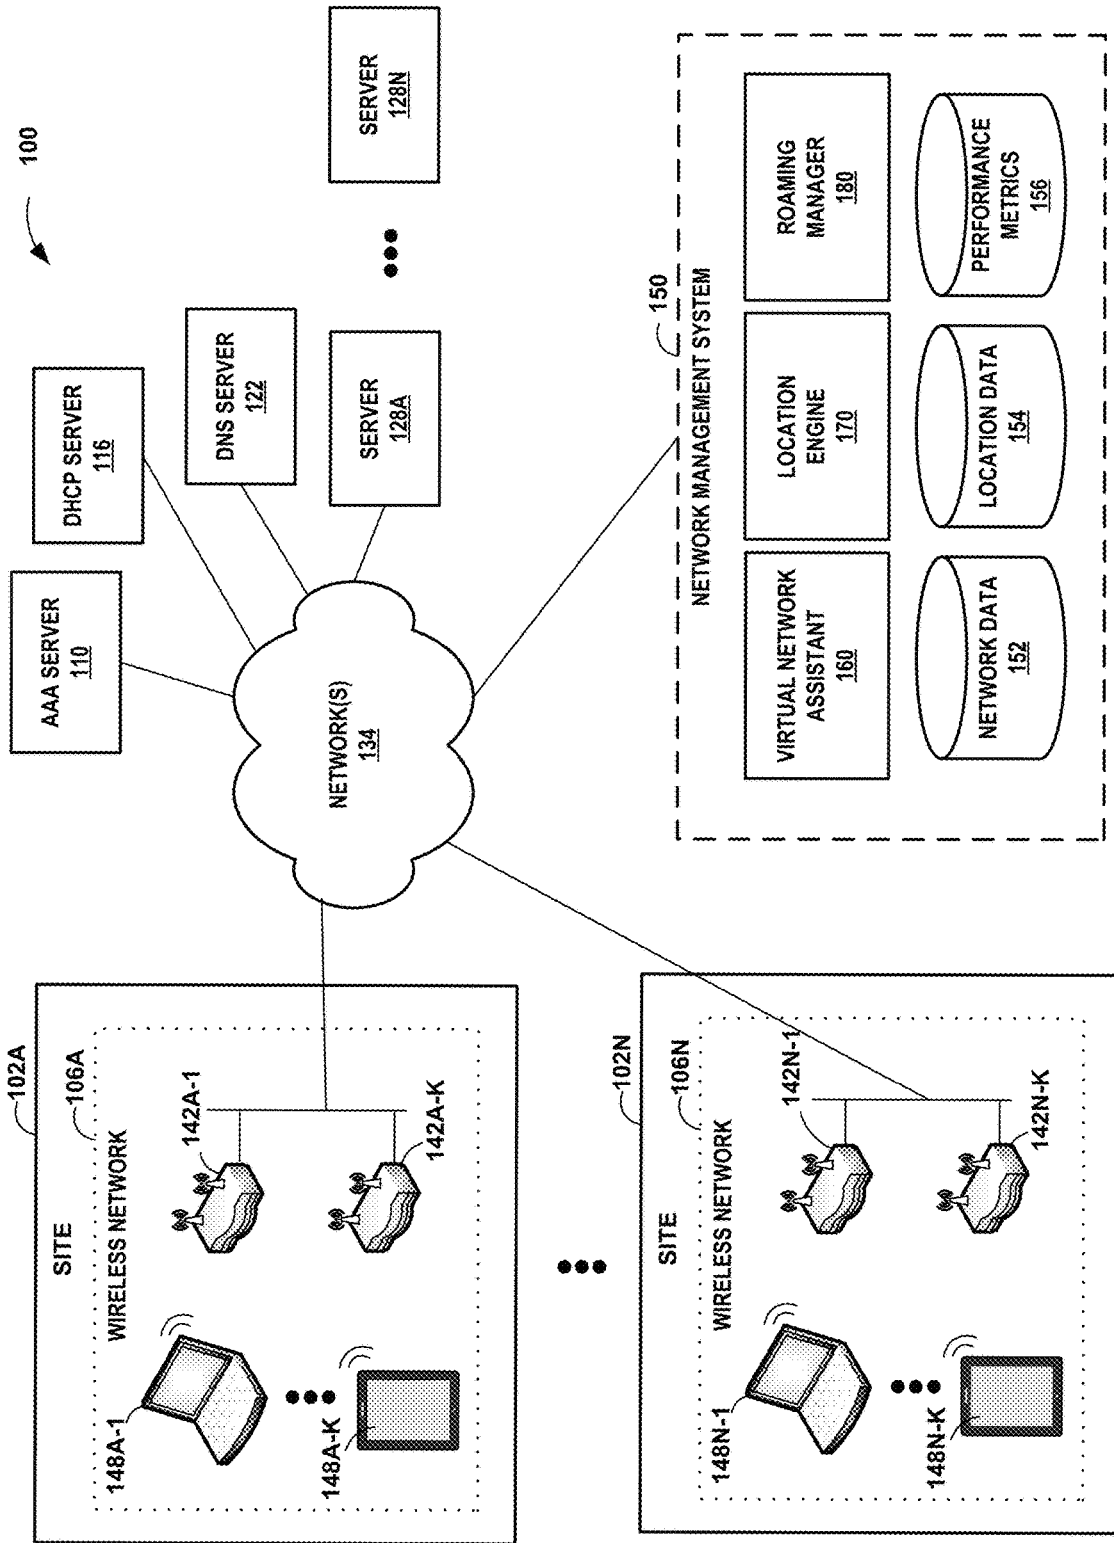 100
102A
SITE
106A
WIRELESS NETWORK
148A-1
148A-K
142A-1
142A-K
102N
SITE
106N
WIRELESS NETWORK
148N-1
148N-K
142N-1
142N-K
NETWORK(S)
134
AAA SERVER
110
DHCP SERVER
116
DNS SERVER
122
SERVER
128A
SERVER
128N
150
NETWORK MANAGEMENT SYSTEM
VIRTUAL NETWORK
ASSISTANT
160
LOCATION
ENGINE
170
ROAMING
MANAGER
180
NETWORK DATA
152
LOCATION DATA
154
PERFORMANCE
METRICS
156